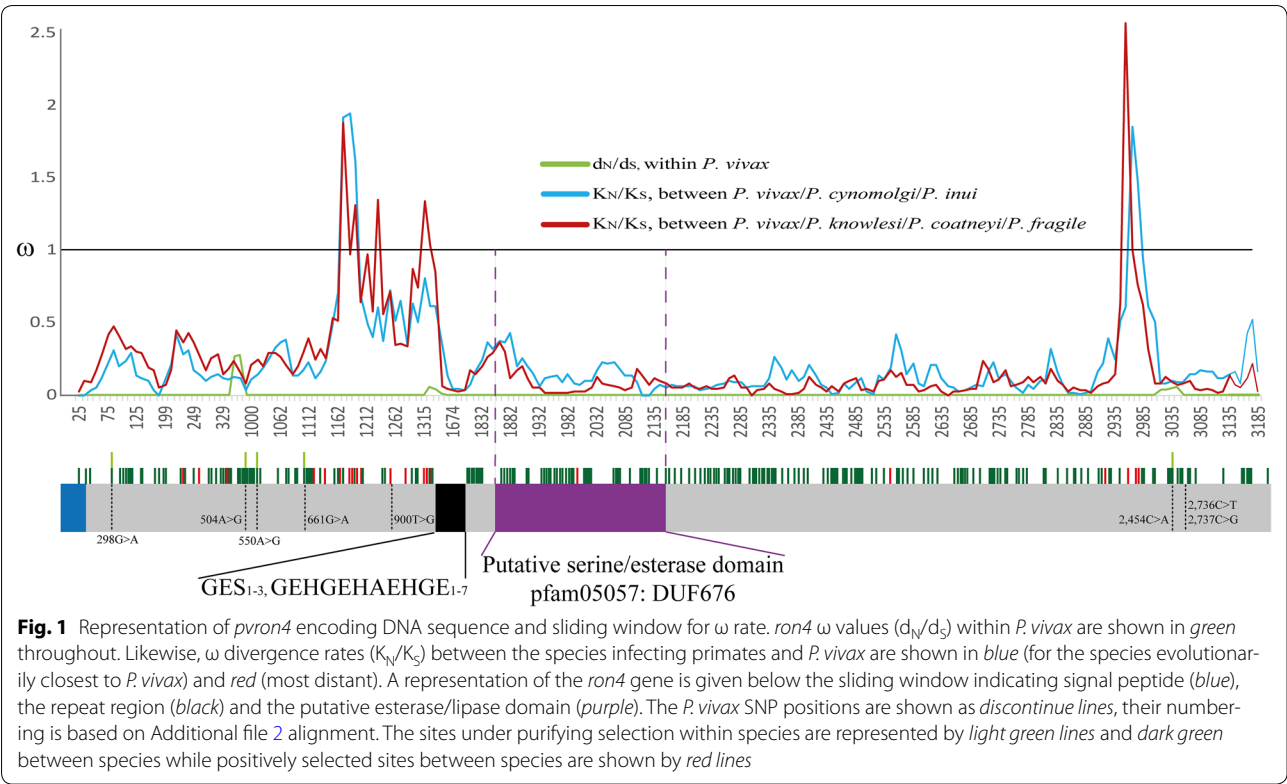 2.5
2
1.5
ω 1
0.5
0
dN/ds, within P. vivax
KN/KS, between P. vivax/P. cynomolgi/P. inui
KN/KS, between P. vivax/P. knowlesi/P. coatneyi/P. fragile
25 75 125 199 249 349 1000 1062 1112 1162 1212 1262 1315 1674 1832 1882 1932 1982 2032 2085 2135 2185 2235 2285 2335 2385 2435 2485 2535 2585 2635 2685 2735 2785 2835 2885 2935 2985 3035 3085 3135 3185
298G>A
504A>G
550A>G
661G>A
900T>G
2,454C>A
2,736C>T
2,737C>G
GES1-3, GEHGEHAEHGE1-7
Putative serine/esterase domain
pfam05057: DUF676
Fig. 1 Representation of pvron4 encoding DNA sequence and sliding window for ω rate. ron4 ω values (dN/dS) within P. vivax are shown in green
throughout. Likewise, ω divergence rates (KN/KS) between the species infecting primates and P. vivax are shown in blue (for the species evolutionar-
ily closest to P. vivax) and red (most distant). A representation of the ron4 gene is given below the sliding window indicating signal peptide (blue),
the repeat region (black) and the putative esterase/lipase domain (purple). The P. vivax SNP positions are shown as discontinue lines, their number-
ing is based on Additional file 2 alignment. The sites under purifying selection within species are represented by light green lines and dark green
between species while positively selected sites between species are shown by red lines